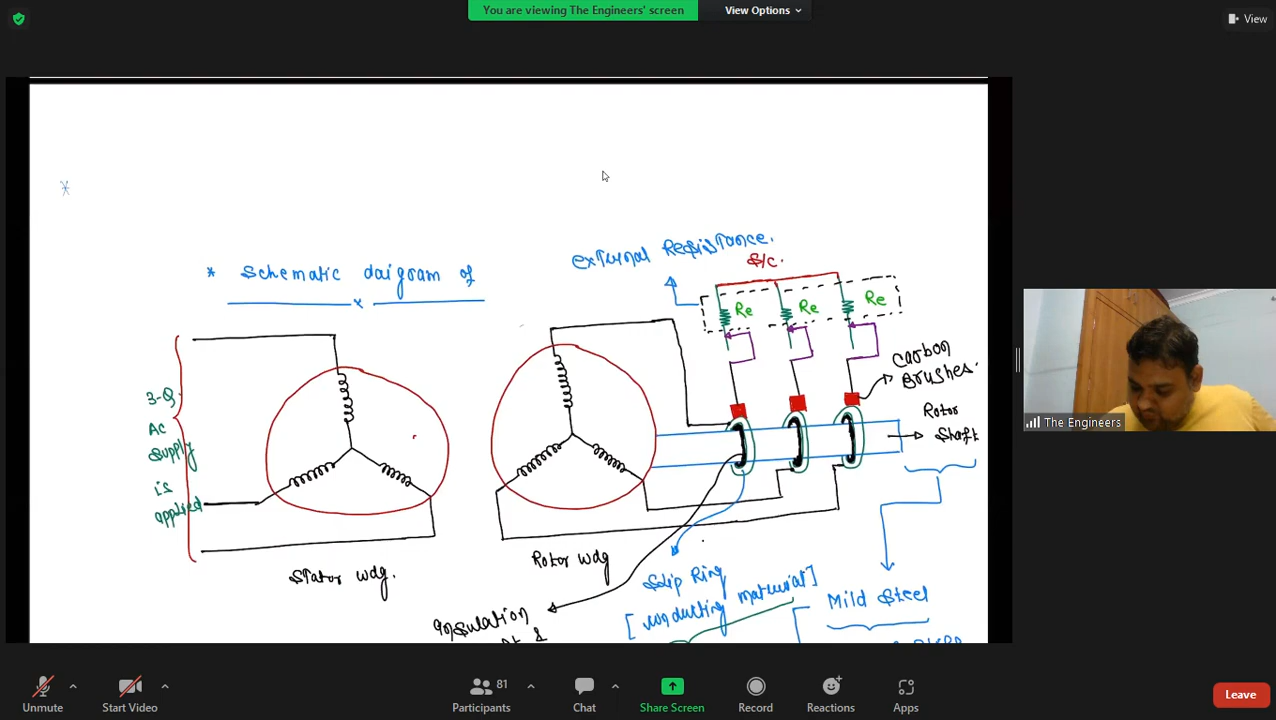 You are viewing The Engineers' screen
View Options
View
*
external Resistance.
S/c.
* Schematic daigram of
Re
Re
Re
Carbon
Brushes.
3-Φ
AC
supply
is
applied
Rotor
shaft
Stator wdg.
Rotor wdg
Slip Ring
[conducting material]
Insulation
&
Mild Steel
The Engineers
Unmute
Start Video
Participants
81
Chat
Share Screen
Record
Reactions
Apps
Leave